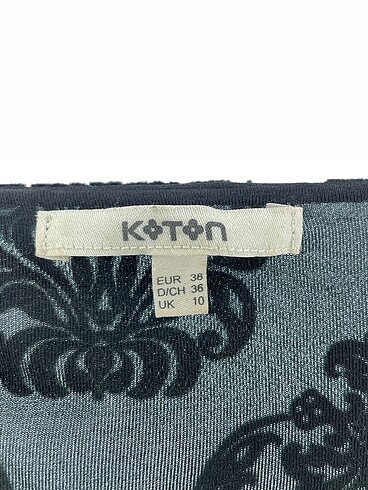 KOTON
EUR 38
D/CH 36
UK 10